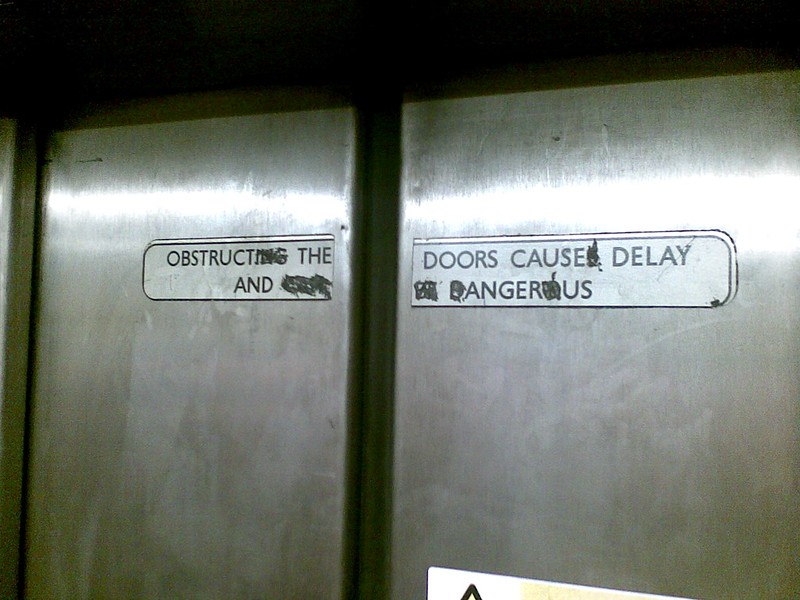 OBSTRUCTING THE DOORS CAUSES DELAY
AND DANGEROUS